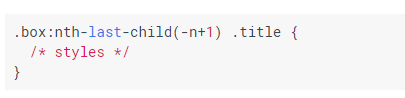 .box:nth-last-child(-n+1) .title {
  /* styles */
}